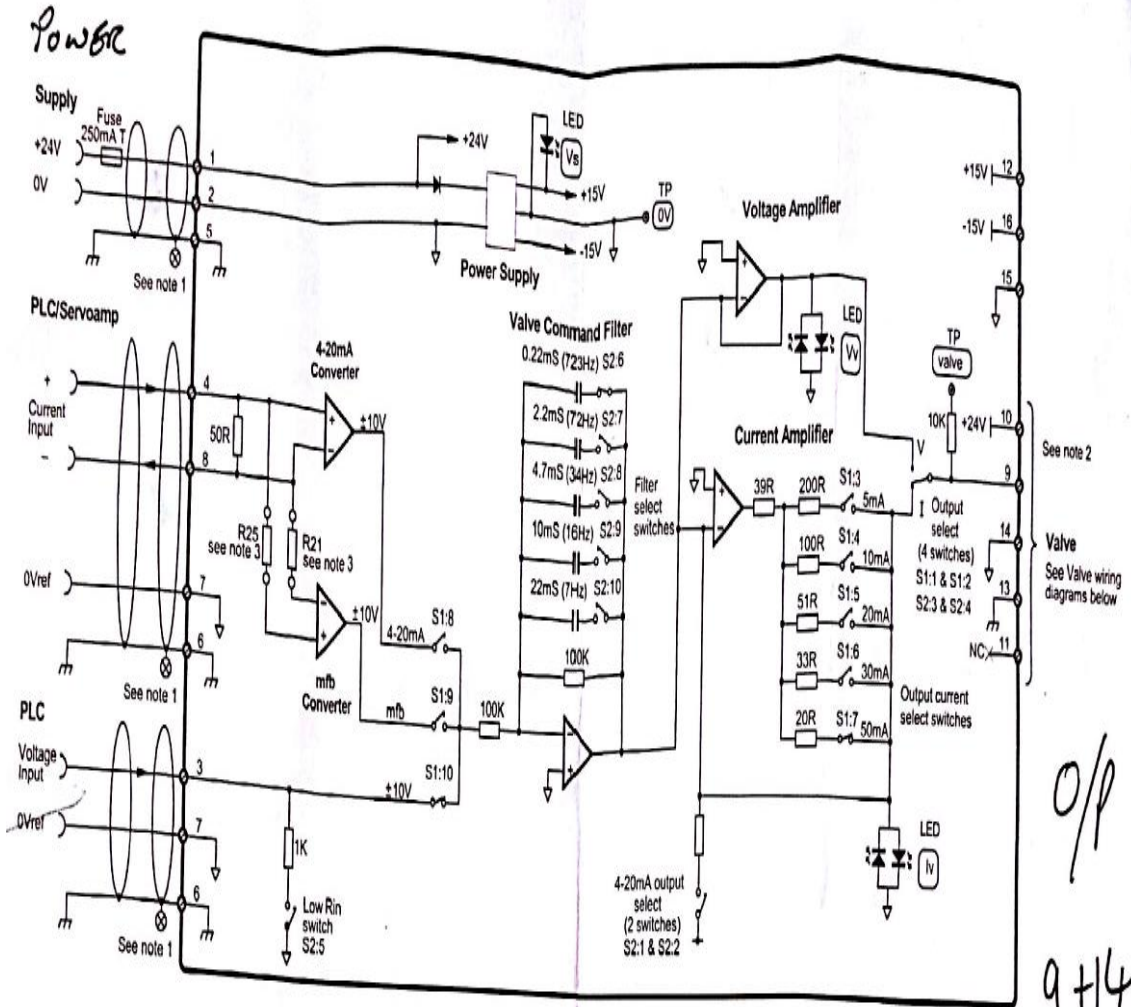 POWER
Supply
Fuse
250mA T
+24V
0V
1
2
5
See note 1
+24V
LED
Vs
+15V
TP
0V
-15V
Power Supply
PLC/Servoamp
+
Current
Input
-
4
8
50R
4-20mA
Converter
±10V
R25
see note 3
R21
see note 3
0Vref
7
6
See note 1
±10V
mfb
Converter
4-20mA
S1:8
mfb
S1:9
S1:10
±10V
100K
PLC
Voltage
Input
3
0Vref
7
6
See note 1
1K
Low Rin
switch
S2:5
Valve Command Filter
0.22mS (723Hz) S2:6
2.2mS (72Hz) S2:7
4.7mS (34Hz) S2:8
10mS (16Hz) S2:9
22mS (7Hz) S2:10
Filter
select
switches
100K
-
+
Voltage Amplifier
+
-
LED
Vv
Current Amplifier
+
-
39R
200R
S1:3
5mA
100R
S1:4
10mA
51R
S1:5
20mA
33R
S1:6
30mA
20R
S1:7
50mA
Output current
select switches
4-20mA output
select
(2 switches)
S2:1 & S2:2
LED
Iv
V
I
Output
select
(4 switches)
S1:1 & S1:2
S2:3 & S2:4
TP
valve
10K
+15V
12
-15V
16
15
+24V
10
9
14
13
NC
11
See note 2
Valve
See Valve wiring
diagrams below
O/P
9 +14